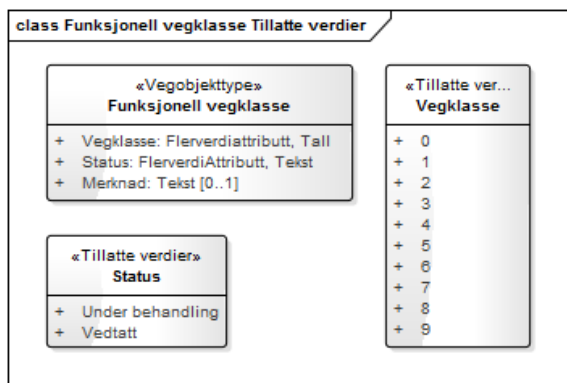 class Funksjonell vegklasse Tillatte verdier
«Vegobjekttype»
Funksjonell vegklasse
+ Vegklasse: Flerverdiattributt, Tall
+ Status: FlerverdiAttributt, Tekst
+ Merknad: Tekst [0..1]
«Tillatte verdier»
Status
+ Under behandling
+ Vedtatt
«Tillatte ver...
Vegklasse
+ 0
+ 1
+ 2
+ 3
+ 4
+ 5
+ 6
+ 7
+ 8
+ 9